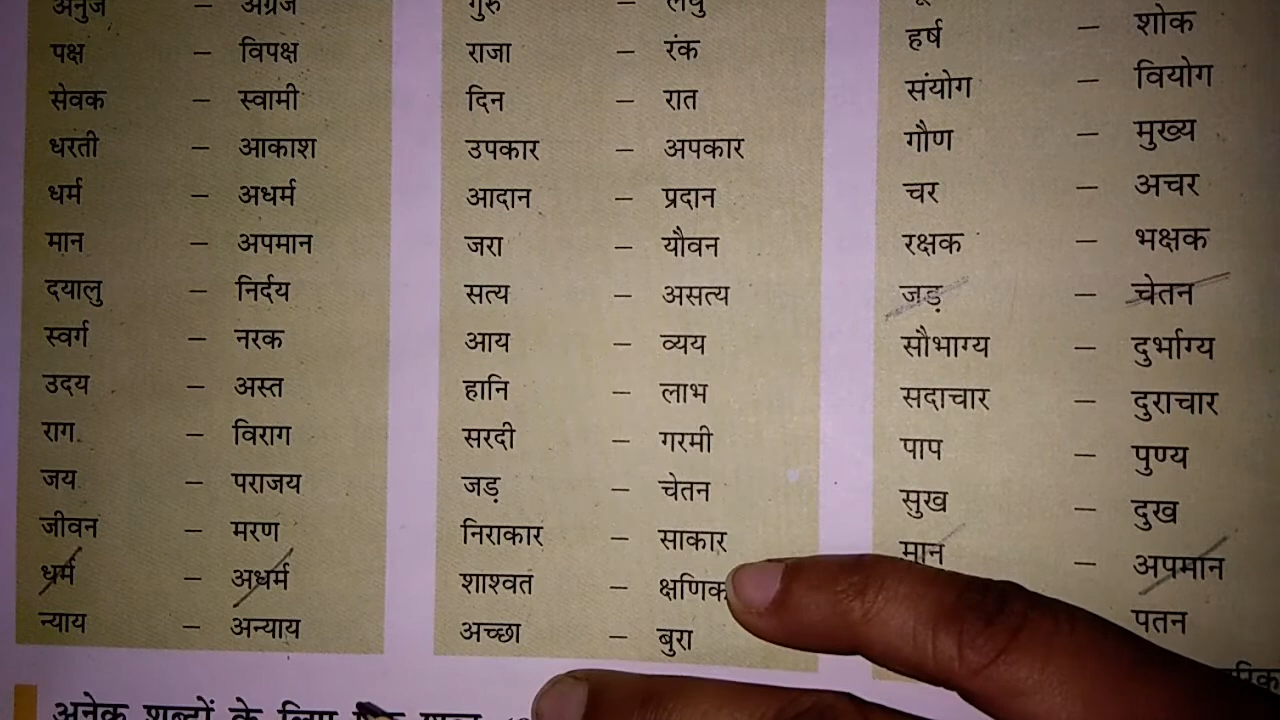 अनुज – अग्रज
पक्ष – विपक्ष
सेवक – स्वामी
धरती – आकाश
धर्म – अधर्म
मान – अपमान
दयालु – निर्दय
स्वर्ग – नरक
उदय – अस्त
राग – विराग
जय – पराजय
जीवन – मरण
धर्म – अधर्म
न्याय – अन्याय
गुरु – लघु
राजा – रंक
दिन – रात
उपकार – अपकार
आदान – प्रदान
जरा – यौवन
सत्य – असत्य
आय – व्यय
हानि – लाभ
सरदी – गरमी
जड़ – चेतन
निराकार – साकार
शाश्वत – क्षणिक
अच्छा – बुरा
हर्ष – शोक
संयोग – वियोग
गौण – मुख्य
चर – अचर
रक्षक – भक्षक
जड़ – चेतन
सौभाग्य – दुर्भाग्य
सदाचार – दुराचार
पाप – पुण्य
सुख – दुख
मान – अपमान
पतन
अनेक शब्दों के लिए